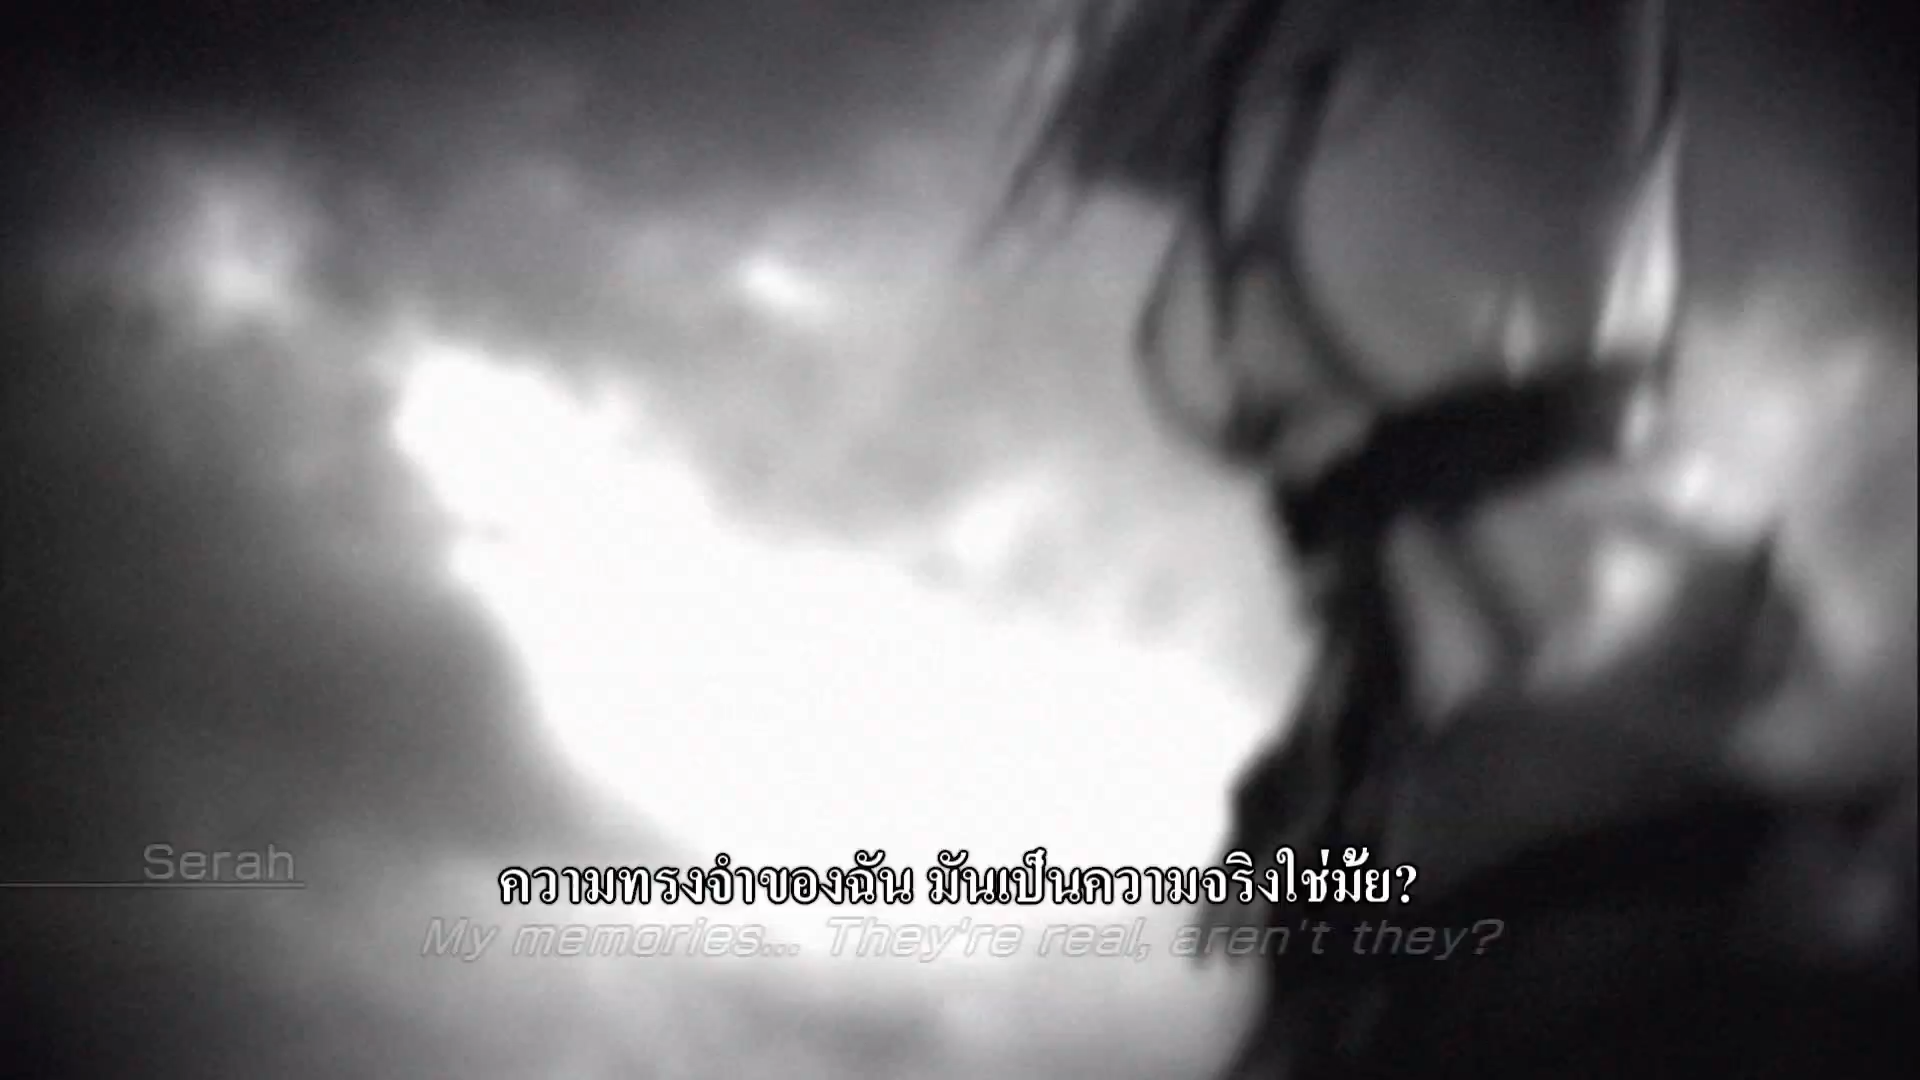 Serah
ความทรงจำของฉัน มันเป็นความจริงใช่มั้ย?
My memories... They're real, aren't they?